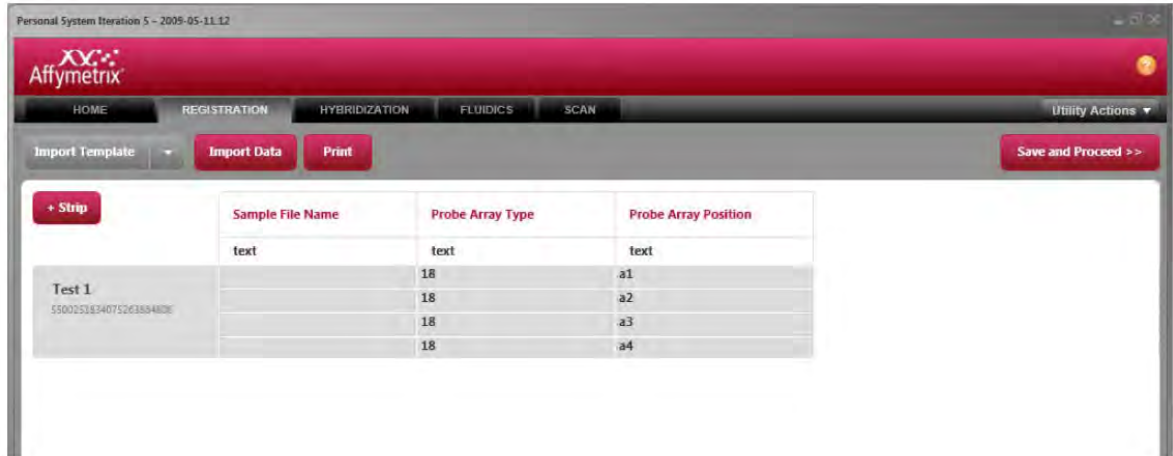 Personal System Iteration 5 – 2009-05-11.12
Affymetrix
?
HOME REGISTRATION HYBRIDIZATION FLUIDICS SCAN Utility Actions
Import Template Import Data Print Save and Proceed >>
+ Strip Sample File Name Probe Array Type Probe Array Position
text text text
18 a1
Test 1 18 a2
18 a3
18 a4